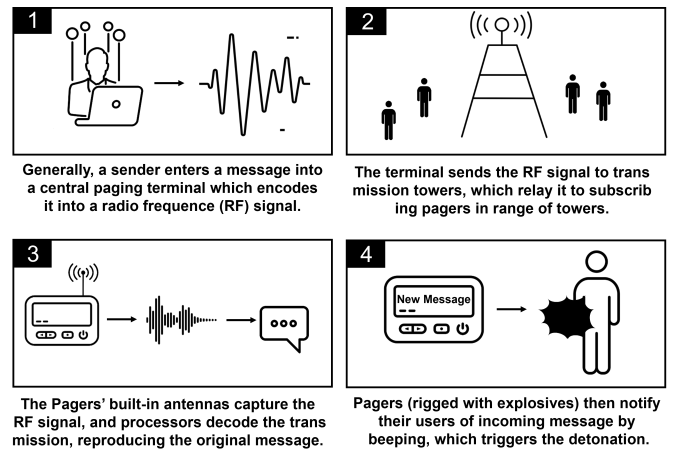 1
Generally, a sender enters a message into
a central paging terminal which encodes
it into a radio frequence (RF) signal.
2
The terminal sends the RF signal to trans
mission towers, which relay it to subscrib
ing pagers in range of towers.
3
The Pagers' built-in antennas capture the
RF signal, and processors decode the trans
mission, reproducing the original message.
4
New Message
Pagers (rigged with explosives) then notify
their users of incoming message by
beeping, which triggers the detonation.